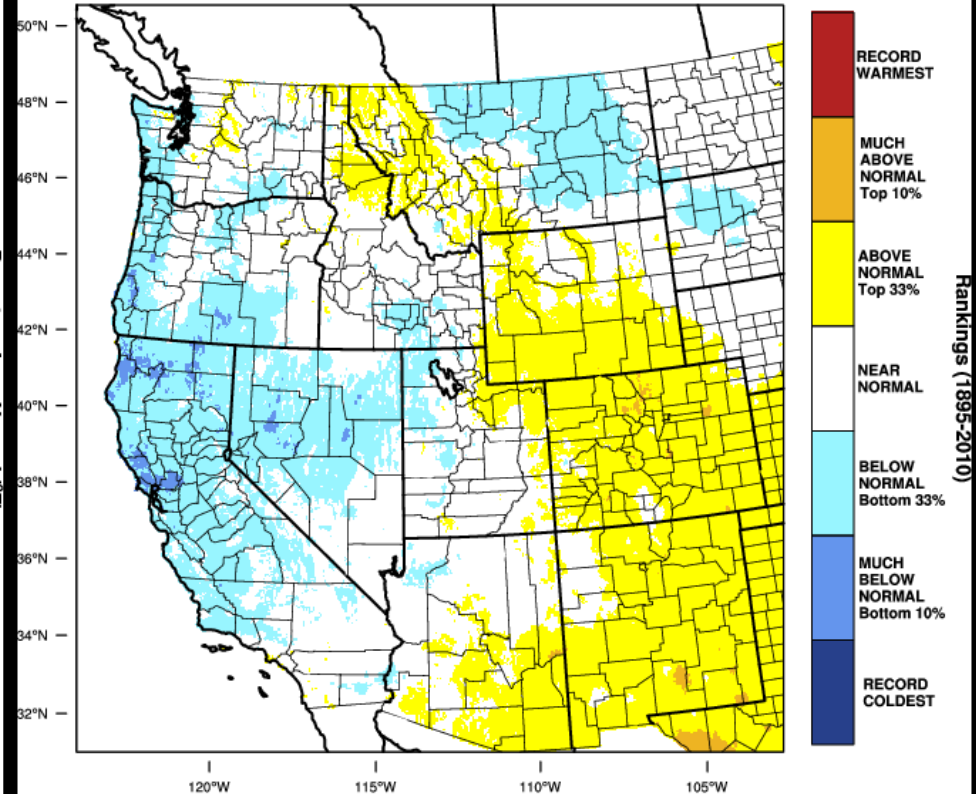 50°N
48°N
46°N
44°N
42°N
40°N
38°N
36°N
34°N
32°N
120°W
115°W
110°W
105°W
RECORD
WARMEST
MUCH
ABOVE
NORMAL
Top 10%
ABOVE
NORMAL
Top 33%
NEAR
NORMAL
BELOW
NORMAL
Bottom 33%
MUCH
BELOW
NORMAL
Bottom 10%
RECORD
COLDEST
Rankings (1895-2010)